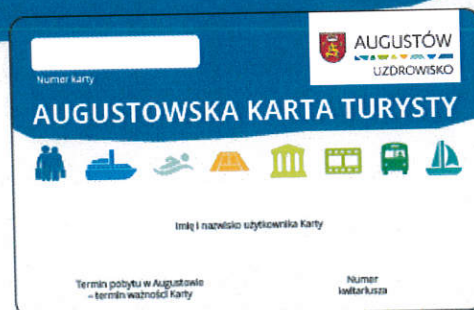 AUGUSTÓW
UZDROWISKO
Numer karty
AUGUSTOWSKA KARTA TURYSTY
Imię i nazwisko użytkownika Karty
Termin pobytu w Augustowie
– termin ważności Karty
Numer
kwitariusza